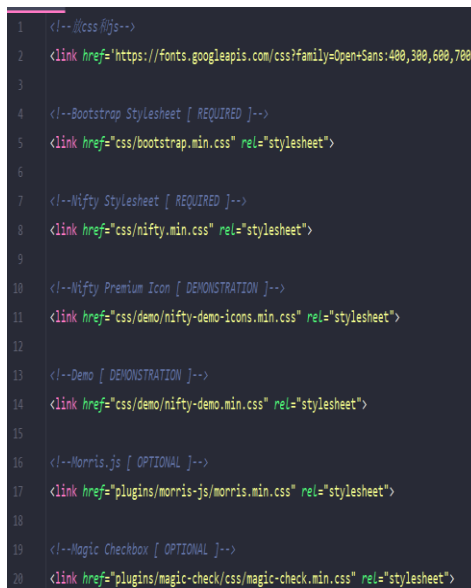 1 <!--放css和js-->
2 <link href='https://fonts.googleapis.com/css?family=Open+Sans:400,300,600,700
3
4 <!--Bootstrap Stylesheet [ REQUIRED ]-->
5 <link href="css/bootstrap.min.css" rel="stylesheet">
6
7 <!--Nifty Stylesheet [ REQUIRED ]-->
8 <link href="css/nifty.min.css" rel="stylesheet">
9
10 <!--Nifty Premium Icon [ DEMONSTRATION ]-->
11 <link href="css/demo/nifty-demo-icons.min.css" rel="stylesheet">
12
13 <!--Demo [ DEMONSTRATION ]-->
14 <link href="css/demo/nifty-demo.min.css" rel="stylesheet">
15
16 <!--Morris.js [ OPTIONAL ]-->
17 <link href="plugins/morris-js/morris.min.css" rel="stylesheet">
18
19 <!--Magic Checkbox [ OPTIONAL ]-->
20 <link href="plugins/magic-check/css/magic-check.min.css" rel="stylesheet">